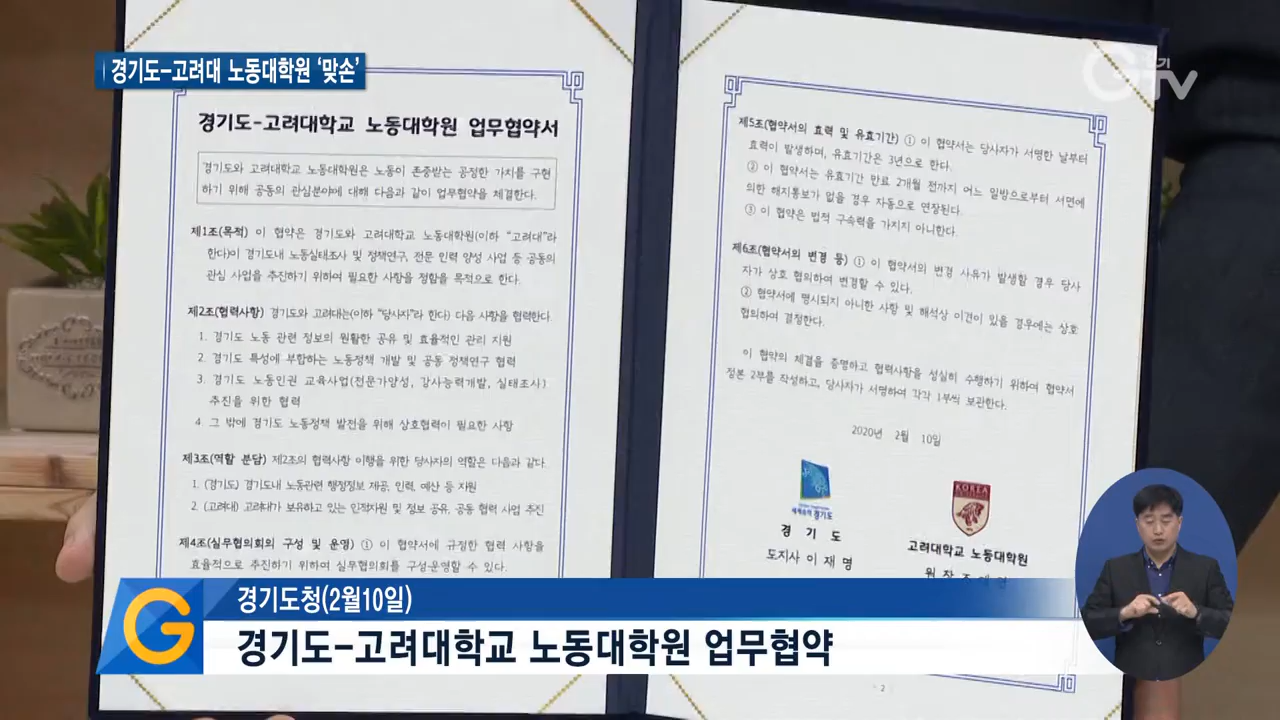 경기도-고려대 노동대학원 ‘맞손’
경기
GTV
경기도-고려대학교 노동대학원 업무협약서
경기도와 고려대학교 노동대학원은 노동이 존중받는 공정한 가치를 구현
하기 위해 공동의 관심분야에 대해 다음과 같이 업무협약을 체결한다.
제1조(목적) 이 협약은 경기도와 고려대학교 노동대학원(이하 “고려대”라
한다)이 경기도내 노동실태조사 및 정책연구, 전문 인력 양성 사업 등 공동의
관심 사업을 추진하기 위하여 필요한 사항을 정함을 목적으로 한다.
제2조(협력사항) 경기도와 고려대는(이하 “당사자”라 한다) 다음 사항을 협력한다.
1. 경기도 노동 관련 정보의 원활한 공유 및 효율적인 관리 지원
2. 경기도 특성에 부합하는 노동정책 개발 및 공동 정책연구 협력
3. 경기도 노동인권 교육사업(전문가양성, 강사능력개발, 실태조사)
추진을 위한 협력
4. 그 밖에 경기도 노동정책 발전을 위해 상호협력이 필요한 사항
제3조(역할 분담) 제2조의 협력사항 이행을 위한 당사자의 역할은 다음과 같다.
1. (경기도) 경기도내 노동관련 행정정보 제공, 인력, 예산 등 지원
2. (고려대) 고려대가 보유하고 있는 인적자원 및 정보 공유, 공동 협력 사업 추진
제4조(실무협의회의 구성 및 운영) ① 이 협약서에 규정한 협력 사항을
효율적으로 추진하기 위하여 실무협의회를 구성·운영할 수 있다.
제5조(협약서의 효력 및 유효기간) ① 이 협약서는 당사자가 서명한 날부터
효력이 발생하며, 유효기간은 3년으로 한다.
② 이 협약서는 유효기간 만료 2개월 전까지 어느 일방으로부터 서면에
의한 해지통보가 없을 경우 자동으로 연장된다.
③ 이 협약은 법적 구속력을 가지지 아니한다.
제6조(협약서의 변경 등) ① 이 협약서의 변경 사유가 발생할 경우 당사
자가 상호 협의하여 변경할 수 있다.
② 협약서에 명시되지 아니한 사항 및 해석상 이견이 있을 경우에는 상호
협의하여 결정한다.
이 협약의 체결을 증명하고 협력사항을 성실히 수행하기 위하여 협약서
정본 2부를 작성하고, 당사자가 서명하여 각각 1부씩 보관한다.
2020년 2월 10일
세계속의 경기도
KOREA
경 기 도
고려대학교 노동대학원
도지사 이 재 명
원 장
- 2 -
경기도청(2월10일)
G
경기도-고려대학교 노동대학원 업무협약